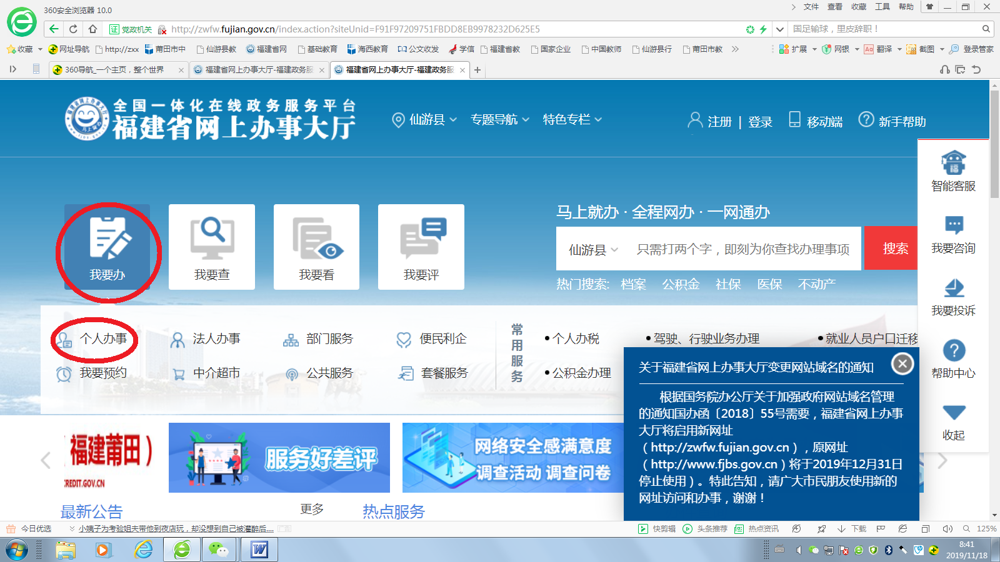 360安全浏览器 10.0
文件 查看 收藏 工具 帮助
证 党政机关 http://zwfw.fujian.gov.cn/index.action?siteUnid=F91F97209751FBDD8EB9978232D625E5
国足输球，里皮辞职！
收藏 网址导航 http://zxx 莆田市中 仙游县教 福建省网 基础教育 海西教育 公文收发 学信 福建省教 国家企业 中国教师 仙游县行 莆田市教 扩展 网银 翻译 截图 登录管家
360导航_一个主页，整个世界 福建省网上办事大厅-福建政务服 福建省网上办事大厅-福建政务服
全国一体化在线政务服务平台
福建省网上办事大厅
仙游县 专题导航 特色专栏
注册 | 登录 移动端 新手帮助
智能客服
我要咨询
我要投诉
帮助中心
收起
我要办 我要查 我要看 我要评
马上就办 · 全程网办 · 一网通办
仙游县 只需打两个字，即刻为你查找办理事项 搜索
热门搜索: 档案 公积金 社保 医保 不动产
个人办事 法人办事 部门服务 便民利企
我要预约 中介超市 公共服务 套餐服务
常用服务
个人办税 驾驶、行驶业务办理 就业人员户口迁移
公积金办理
关于福建省网上办事大厅变更网站域名的通知
根据国务院办公厅关于加强政府网站域名管理
的通知国办函〔2018〕55号需要，福建省网上办事
大厅将启用新网址
（http://zwfw.fujian.gov.cn），原网址
（http://www.fjbs.gov.cn）将于2019年12月31日
停止使用）。特此告知，请广大市民朋友使用新的
网址访问和办事，谢谢！
福建莆田）
CREDIT.GOV.CN
服务好差评
网络安全感满意度
调查活动 调查问卷
最新公告 更多 热点服务
今日优选 小姨子为考验姐夫带他到夜店玩，却没想到自己被灌醉后....
快剪辑 头条推荐 热点资讯 下载 125%
8:41
2019/11/18